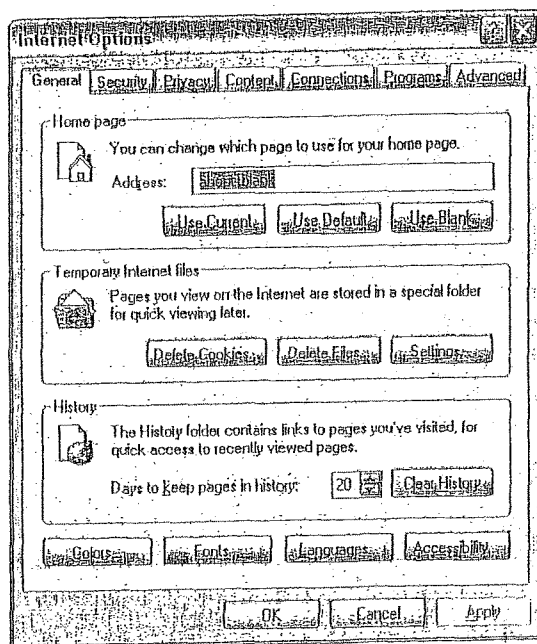 Internet Options
General Security Privacy Content Connections Programs Advanced
Home page
You can change which page to use for your home page.
Address: about:blank
Use Current Use Default Use Blank
Temporary Internet files
Pages you view on the Internet are stored in a special folder
for quick viewing later.
Delete Cookies... Delete Files... Settings...
History
The History folder contains links to pages you've visited, for
quick access to recently viewed pages.
Days to keep pages in history: 20 Clear History
Colors... Fonts... Languages... Accessibility...
OK Cancel Apply